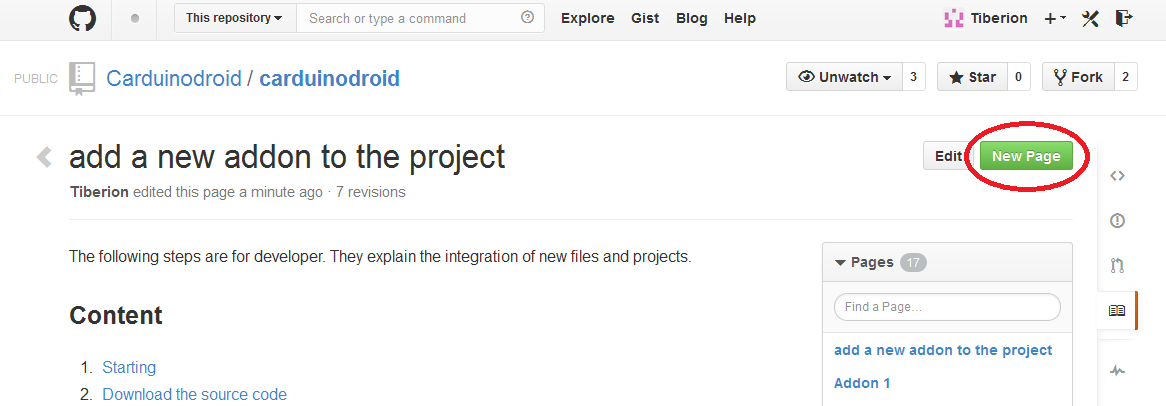 This repository Search or type a command Explore Gist Blog Help Tiberion
PUBLIC Carduinodroid / carduinodroid Unwatch 3 Star 0 Fork 2
add a new addon to the project Edit New Page
Tiberion edited this page a minute ago · 7 revisions
The following steps are for developer. They explain the integration of new files and projects.
Pages 17
Content
Find a Page...
1. Starting
add a new addon to the project
2. Download the source code
Addon 1